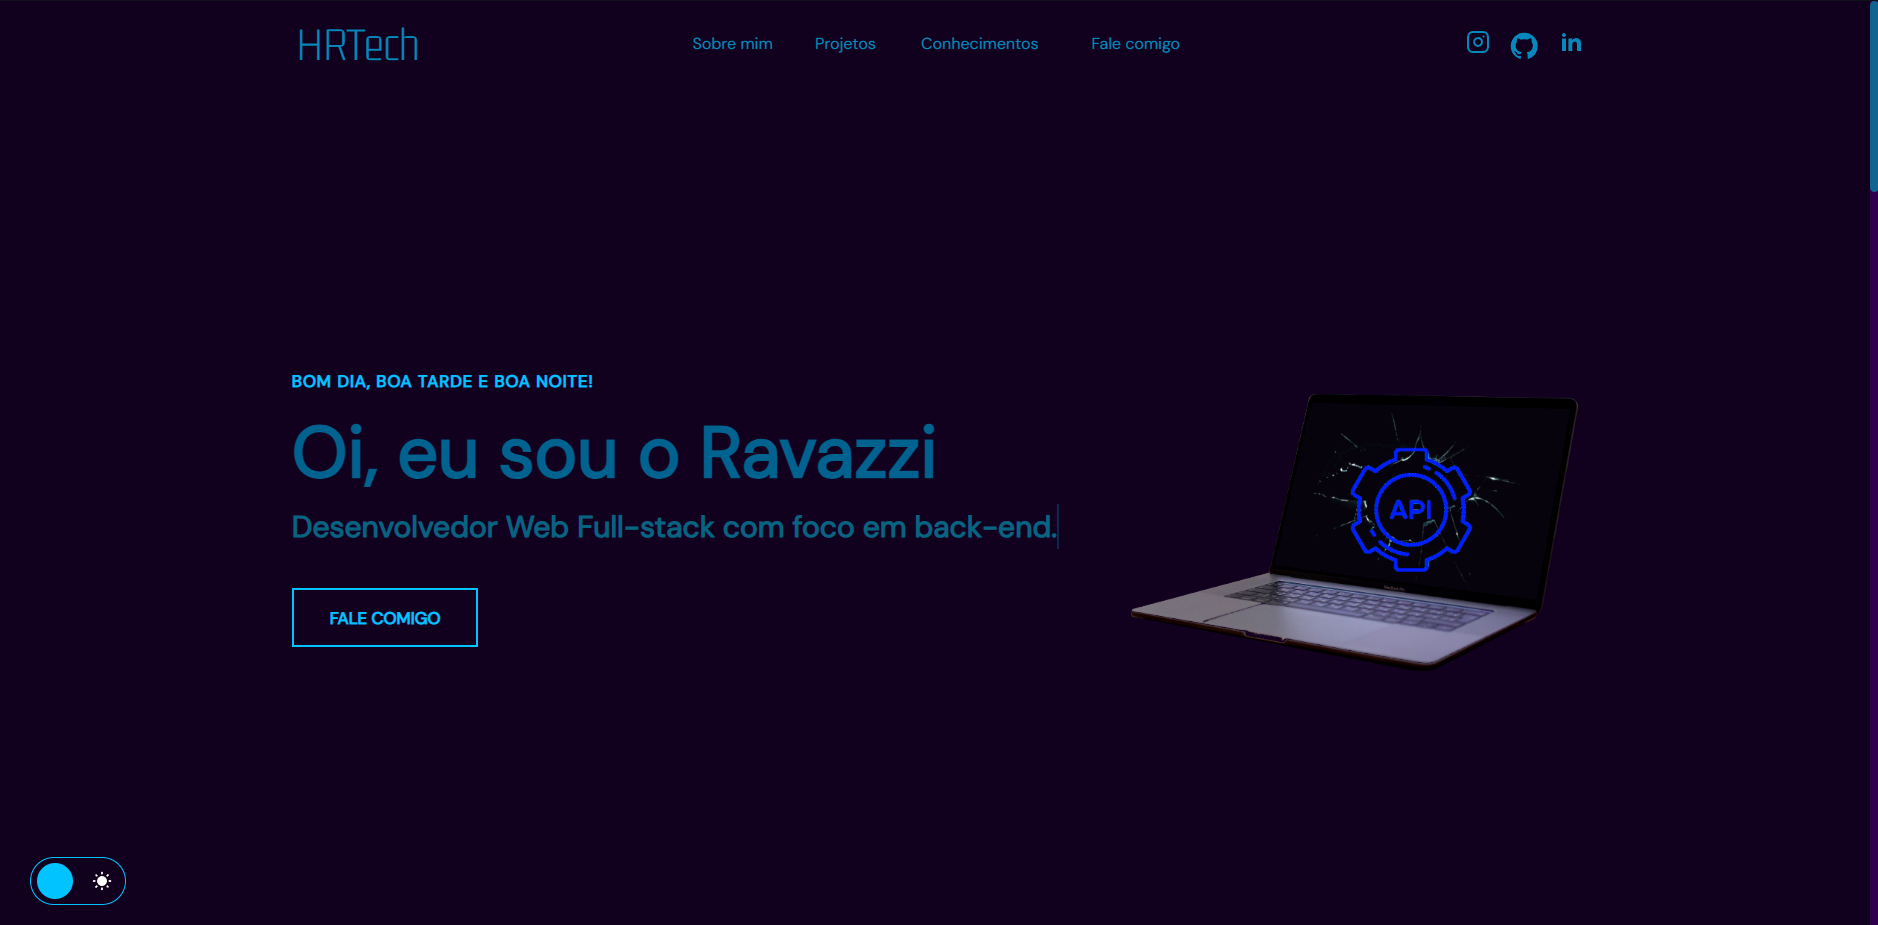 HRTech
Sobre mim
Projetos
Conhecimentos
Fale comigo
BOM DIA, BOA TARDE E BOA NOITE!
Oi, eu sou o Ravazzi
Desenvolvedor Web Full-stack com foco em back-end.
API
FALE COMIGO